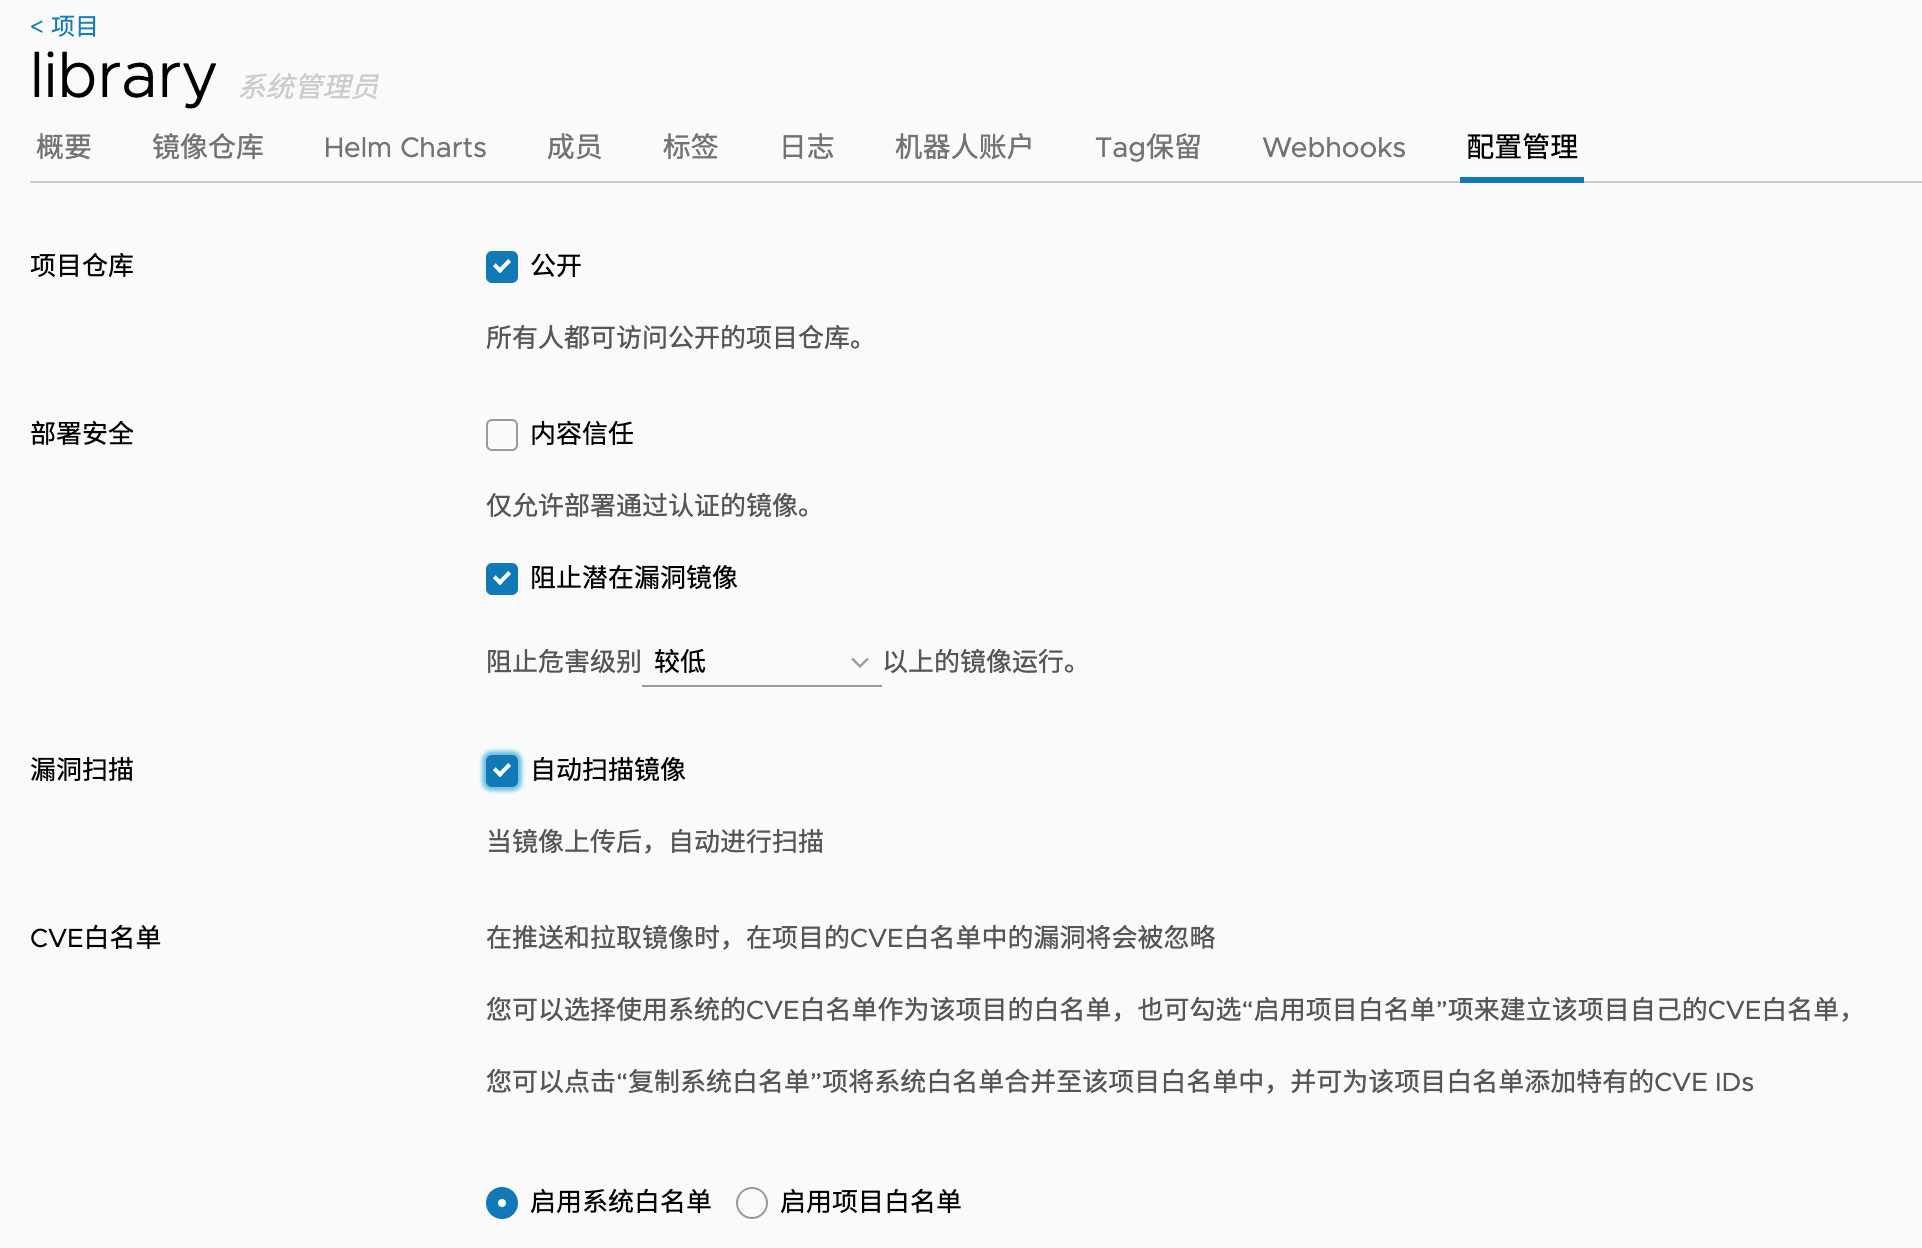 < 项目
library 系统管理员
概要 镜像仓库 Helm Charts 成员 标签 日志 机器人账户 Tag保留 Webhooks 配置管理
项目仓库 公开
所有人都可访问公开的项目仓库。
部署安全 内容信任
仅允许部署通过认证的镜像。
阻止潜在漏洞镜像
阻止危害级别 较低 以上的镜像运行。
漏洞扫描 自动扫描镜像
当镜像上传后，自动进行扫描
CVE白名单 在推送和拉取镜像时，在项目的CVE白名单中的漏洞将会被忽略
您可以选择使用系统的CVE白名单作为该项目的白名单，也可勾选“启用项目白名单”项来建立该项目自己的CVE白名单，
您可以点击“复制系统白名单”项将系统白名单合并至该项目白名单中，并可为该项目白名单添加特有的CVE IDs
启用系统白名单 启用项目白名单